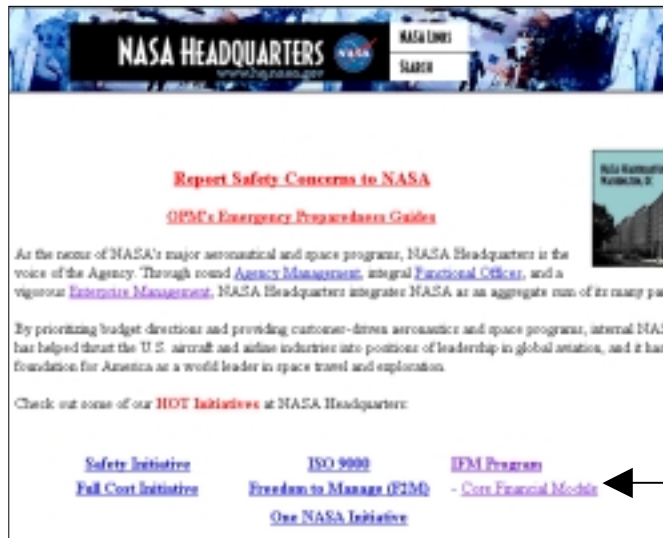 NASA HEADQUARTERS
NASA
www.hq.nasa.gov
NASA LINKS
SEARCH
Report Safety Concerns to NASA
OPM's Emergency Preparedness Guides
NASA Headquarters
Washington, DC
As the nexus of NASA's major aeronautical and space programs, NASA Headquarters is the
voice of the Agency. Through sound Agency Management, integral Functional Offices, and a
vigorous Enterprise Management, NASA Headquarters integrates NASA as an aggregate sum of its many pa
By prioritizing budget directions and providing customer-driven aeronautics and space programs, internal NAS
has helped thrust the U.S. aircraft and airline industries into positions of leadership in global aviation, and it has
foundation for America as a world leader in space travel and exploration.
Check out some of our HOT Initiatives at NASA Headquarters:
Safety Initiative ISO 9000 IFM Program
Full Cost Initiative Freedom to Manage (F2M) - Core Financial Module
One NASA Initiative